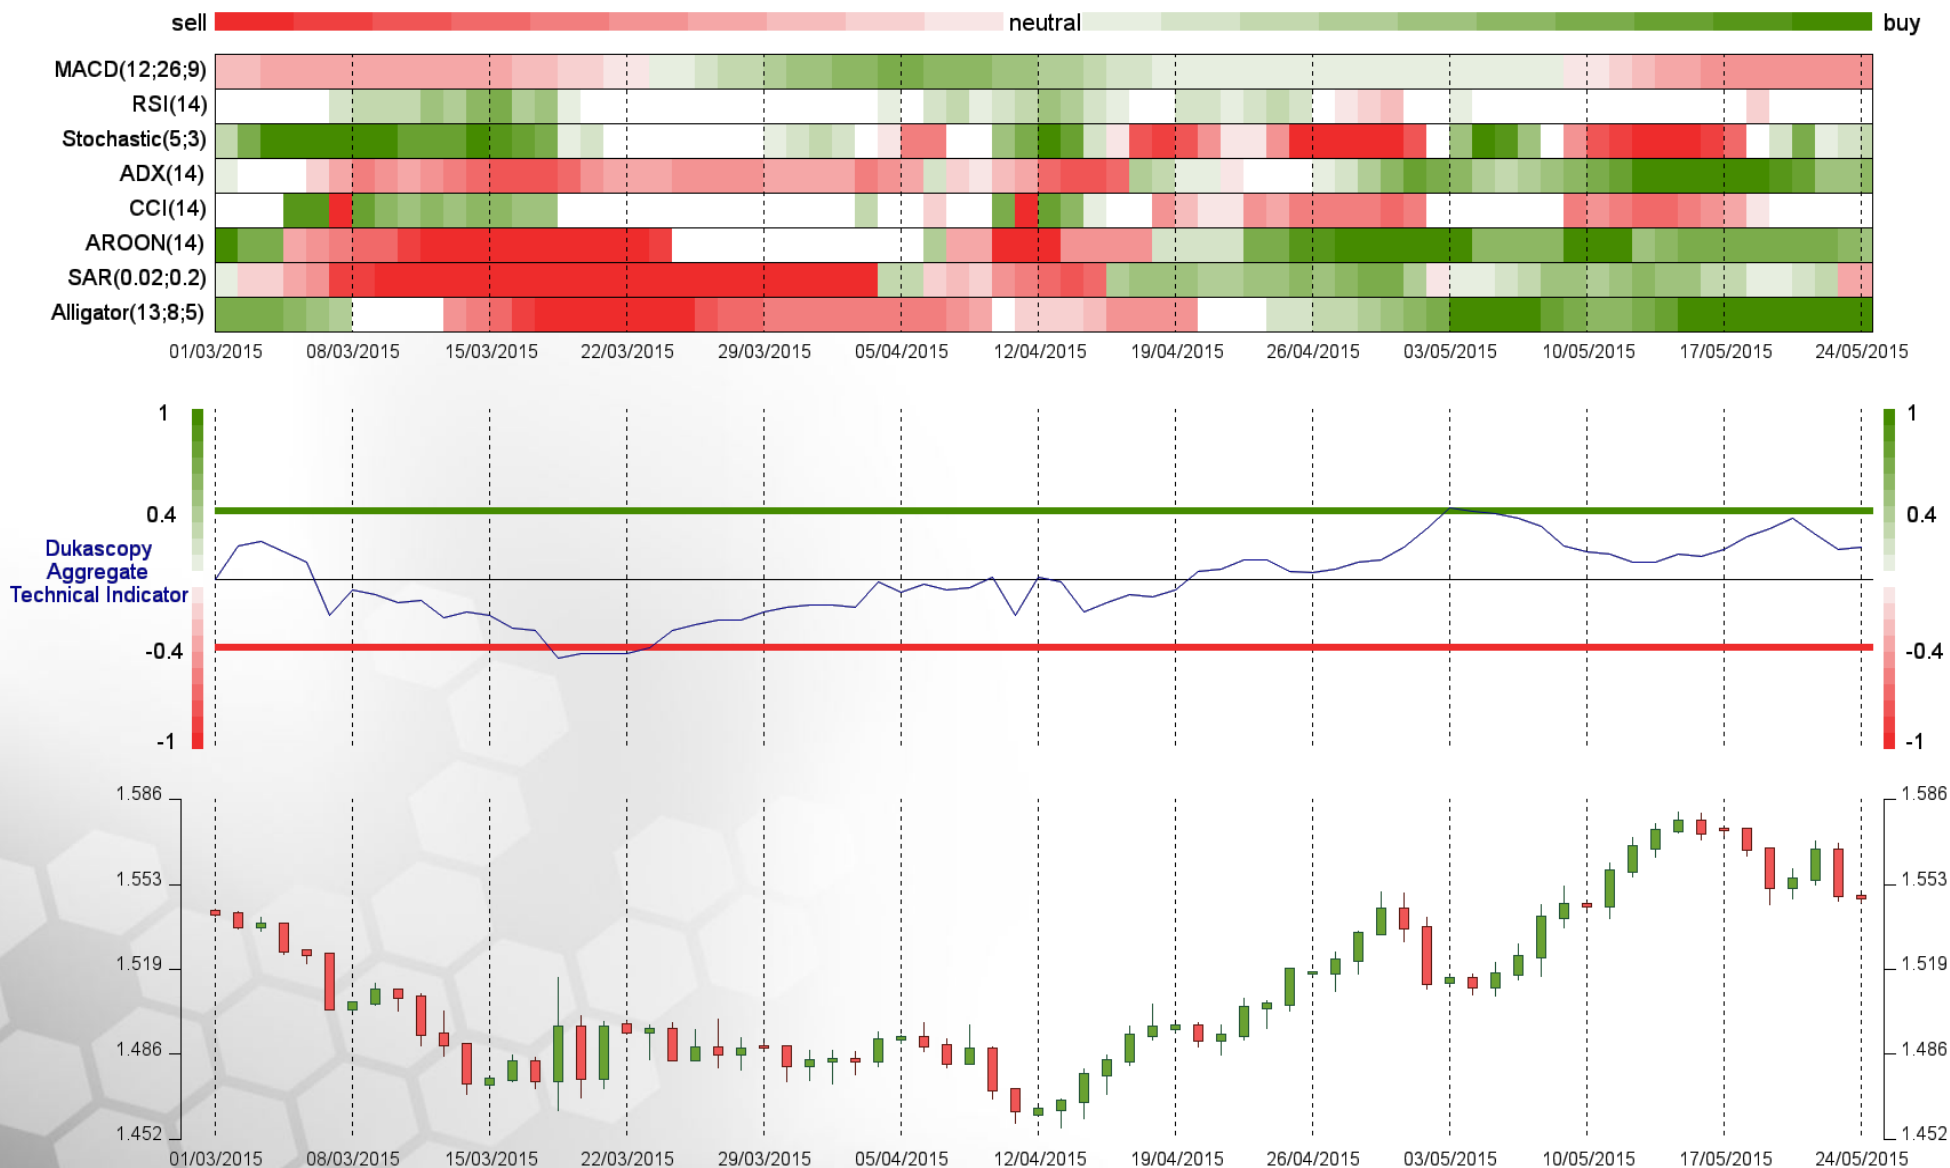 sell neutral buy
MACD(12;26;9)
RSI(14)
Stochastic(5;3)
ADX(14)
CCI(14)
AROON(14)
SAR(0.02;0.2)
Alligator(13;8;5)
01/03/2015 08/03/2015 15/03/2015 22/03/2015 29/03/2015 05/04/2015 12/04/2015 19/04/2015 26/04/2015 03/05/2015 10/05/2015 17/05/2015 24/05/2015
1 1
0.4 0.4
Dukascopy
Aggregate
Technical Indicator
-0.4 -0.4
-1 -1
1.586 1.586
1.553 1.553
1.519 1.519
1.486 1.486
1.452 1.452
01/03/2015 08/03/2015 15/03/2015 22/03/2015 29/03/2015 05/04/2015 12/04/2015 19/04/2015 26/04/2015 03/05/2015 10/05/2015 17/05/2015 24/05/2015